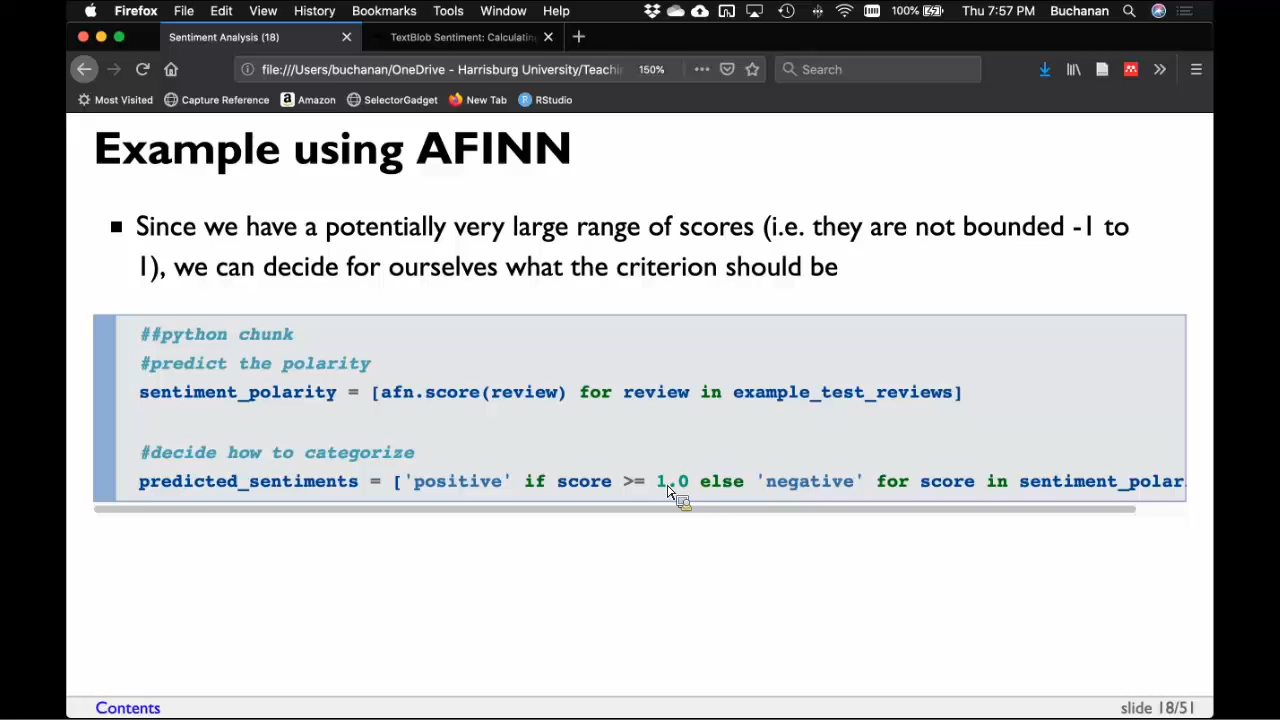 Firefox File Edit View History Bookmarks Tools Window Help 100% Thu 7:57 PM Buchanan
Sentiment Analysis (18) TextBlob Sentiment: Calculatin
file:///Users/buchanan/OneDrive - Harrisburg University/Teachi 150% Search
Most Visited Capture Reference Amazon SelectorGadget New Tab RStudio
Example using AFINN
Since we have a potentially very large range of scores (i.e. they are not bounded -1 to
1), we can decide for ourselves what the criterion should be
##python chunk
#predict the polarity
sentiment_polarity = [afn.score(review) for review in example_test_reviews]
#decide how to categorize
predicted_sentiments = ['positive' if score >= 1.0 else 'negative' for score in sentiment_polar
Contents slide 18/51